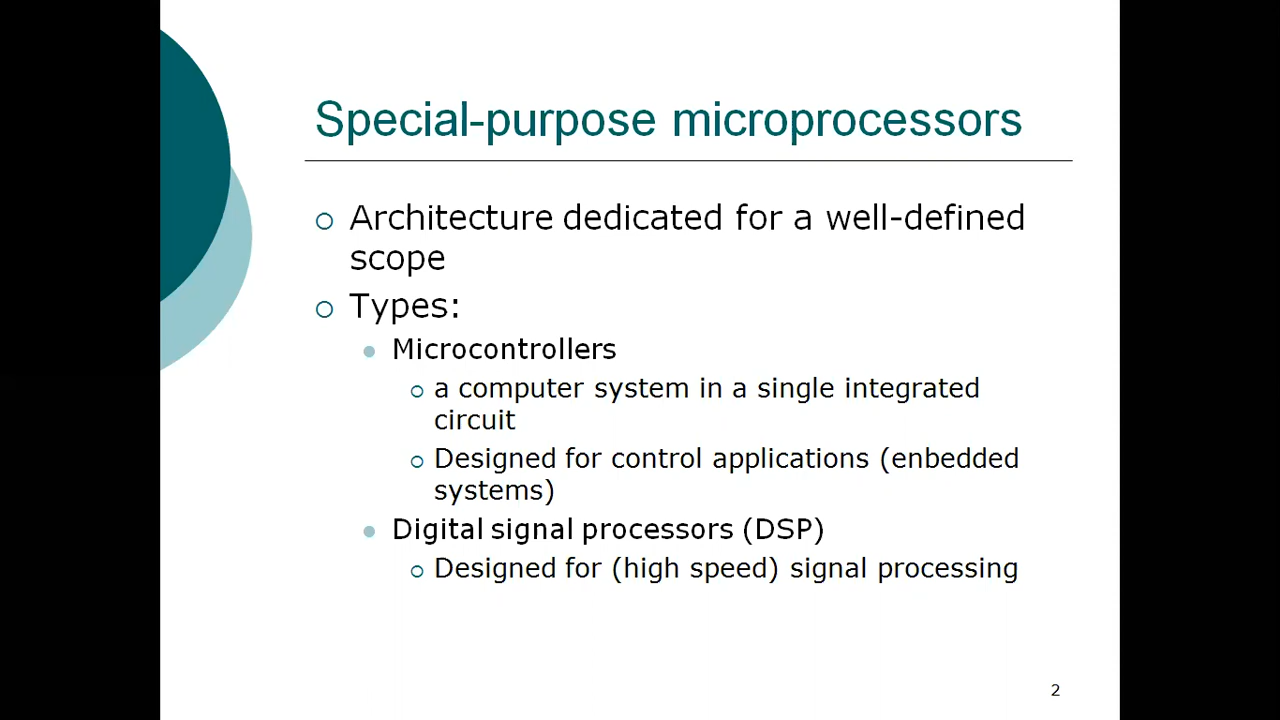 Special-purpose microprocessors
Architecture dedicated for a well-defined
scope
Types:
Microcontrollers
a computer system in a single integrated
circuit
Designed for control applications (enbedded
systems)
Digital signal processors (DSP)
Designed for (high speed) signal processing
2